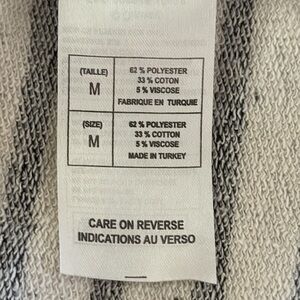 (TAILLE)
M
62 % POLYESTER
33 % COTON
5 % VISCOSE
FABRIQUE EN TURQUIE
(SIZE)
M
62 % POLYESTER
33 % COTTON
5 % VISCOSE
MADE IN TURKEY
CARE ON REVERSE
INDICATIONS AU VERSO